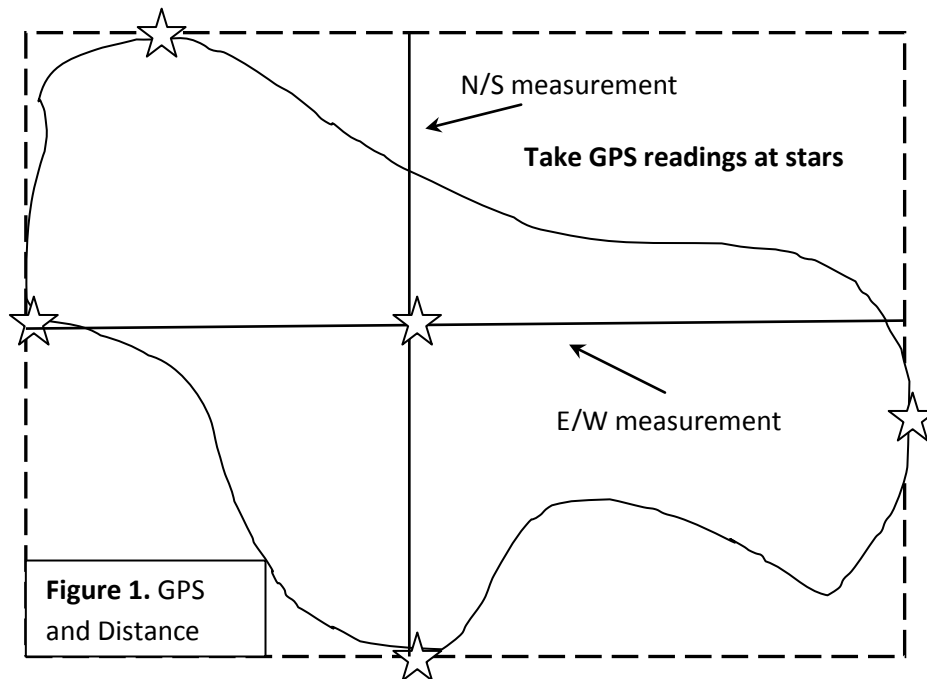 N/S measurement
Take GPS readings at stars
E/W measurement
Figure 1. GPS
and Distance